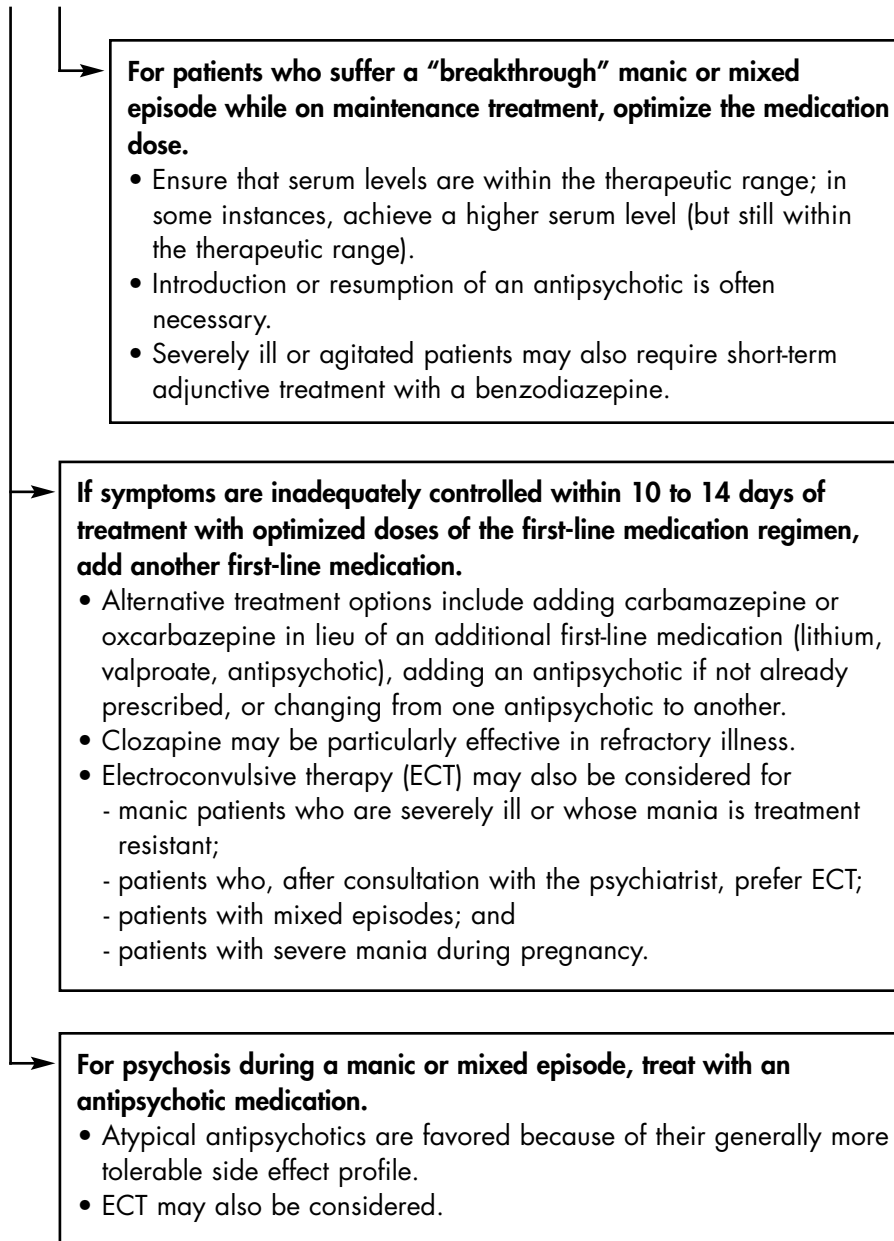 For patients who suffer a “breakthrough” manic or mixed
episode while on maintenance treatment, optimize the medication
dose.
• Ensure that serum levels are within the therapeutic range; in
some instances, achieve a higher serum level (but still within
the therapeutic range).
• Introduction or resumption of an antipsychotic is often
necessary.
• Severely ill or agitated patients may also require short-term
adjunctive treatment with a benzodiazepine.
If symptoms are inadequately controlled within 10 to 14 days of
treatment with optimized doses of the first-line medication regimen,
add another first-line medication.
• Alternative treatment options include adding carbamazepine or
oxcarbazepine in lieu of an additional first-line medication (lithium,
valproate, antipsychotic), adding an antipsychotic if not already
prescribed, or changing from one antipsychotic to another.
• Clozapine may be particularly effective in refractory illness.
• Electroconvulsive therapy (ECT) may also be considered for
- manic patients who are severely ill or whose mania is treatment
resistant;
- patients who, after consultation with the psychiatrist, prefer ECT;
- patients with mixed episodes; and
- patients with severe mania during pregnancy.
For psychosis during a manic or mixed episode, treat with an
antipsychotic medication.
• Atypical antipsychotics are favored because of their generally more
tolerable side effect profile.
• ECT may also be considered.